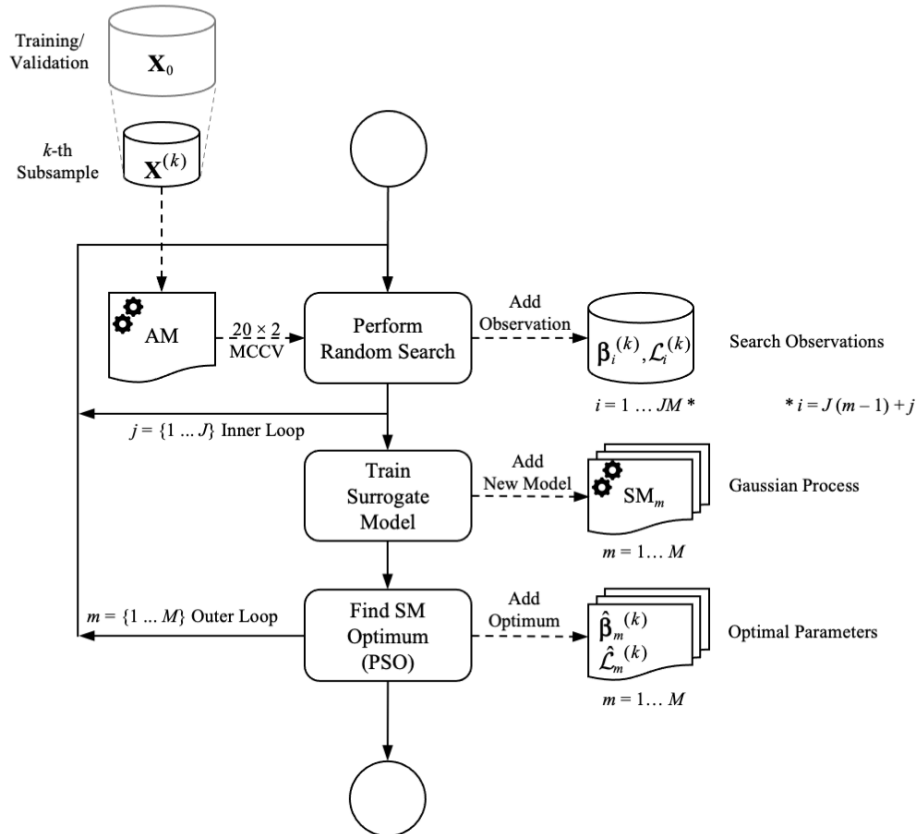 Training/
Validation
X₀
k-th
Subsample
X⁽ᵏ⁾
AM
20 × 2
MCCV
Perform
Random Search
Add
Observation
βᵢ⁽ᵏ⁾, ℒᵢ⁽ᵏ⁾
Search Observations
i = 1 … JM *
* i = J (m – 1) + j
j = {1 ... J} Inner Loop
Train
Surrogate
Model
Add
New Model
SMₘ
Gaussian Process
m = 1… M
m = {1 ... M} Outer Loop
Find SM
Optimum
(PSO)
Add
Optimum
β̂ₘ⁽ᵏ⁾
ℒ̂ₘ⁽ᵏ⁾
Optimal Parameters
m = 1… M